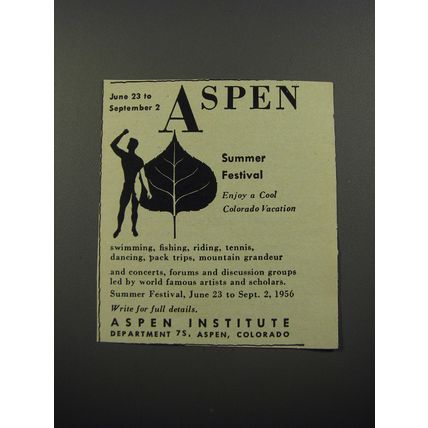 June 23 to
September 2
ASPEN
Summer
Festival
Enjoy a Cool
Colorado Vacation
swimming, fishing, riding, tennis,
dancing, pack trips, mountain grandeur
and concerts, forums and discussion groups
led by world famous artists and scholars.
Summer Festival, June 23 to Sept. 2, 1956
Write for full details.
ASPEN INSTITUTE
DEPARTMENT 7S, ASPEN, COLORADO